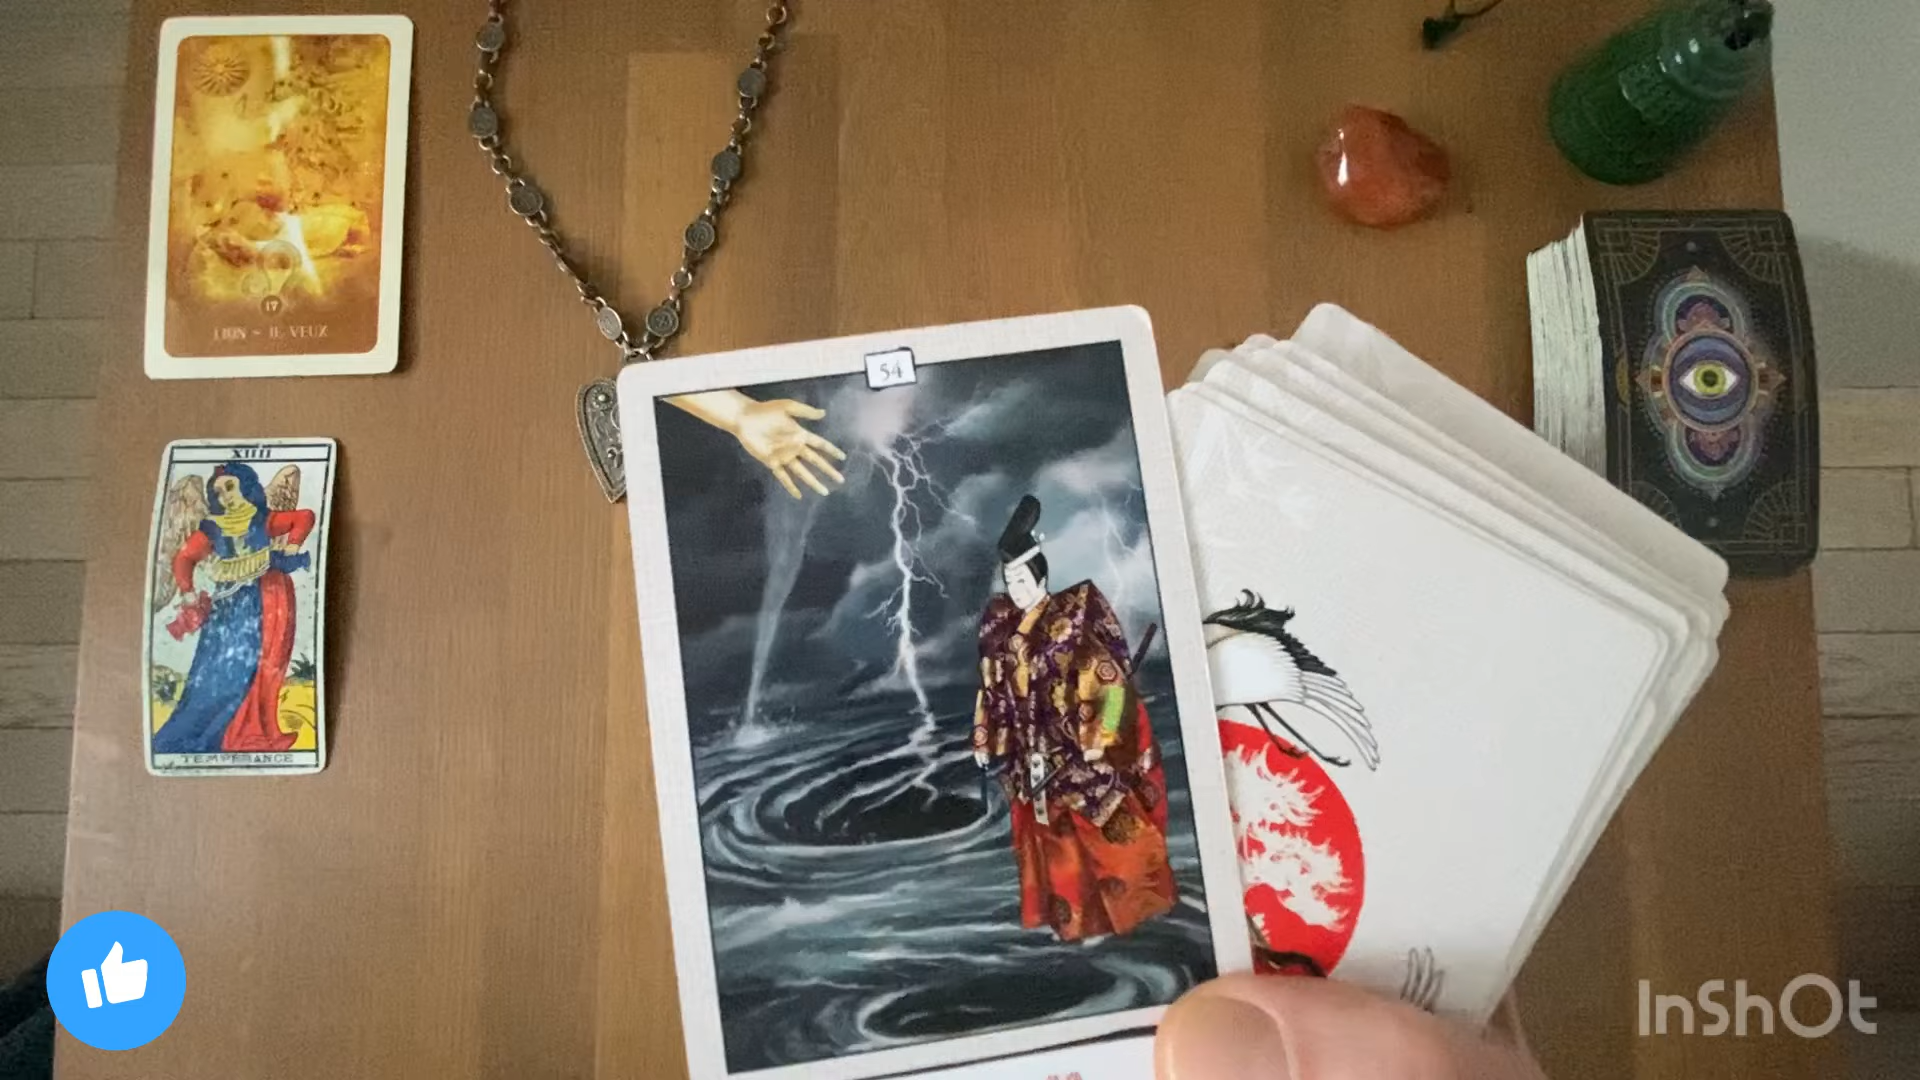 17
LION ~ JE VEUX
54
XIIII
TEMPERANCE
InShOt